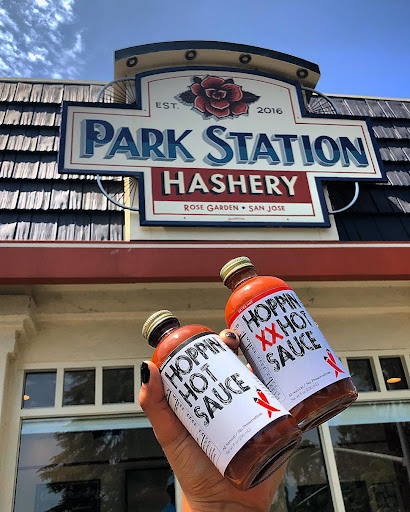 EST. 2016
PARK STATION
HASHERY
ROSE GARDEN • SAN JOSE
HOPPIN
HOT
SAUCE
HOPPIN
XX HOT
SAUCE